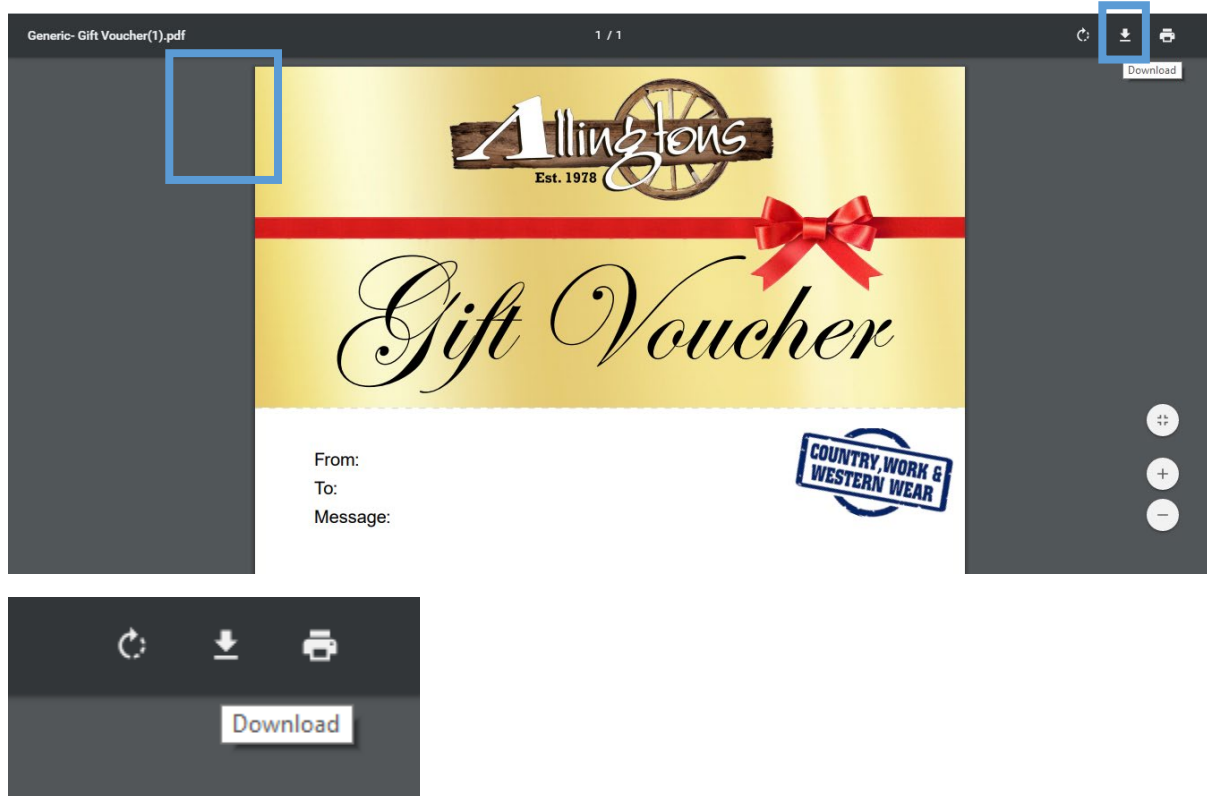 Generic- Gift Voucher(1).pdf
1 / 1
Download
Allingtons
Est. 1978
Gift Voucher
From:
To:
Message:
COUNTRY, WORK &
WESTERN WEAR
Download